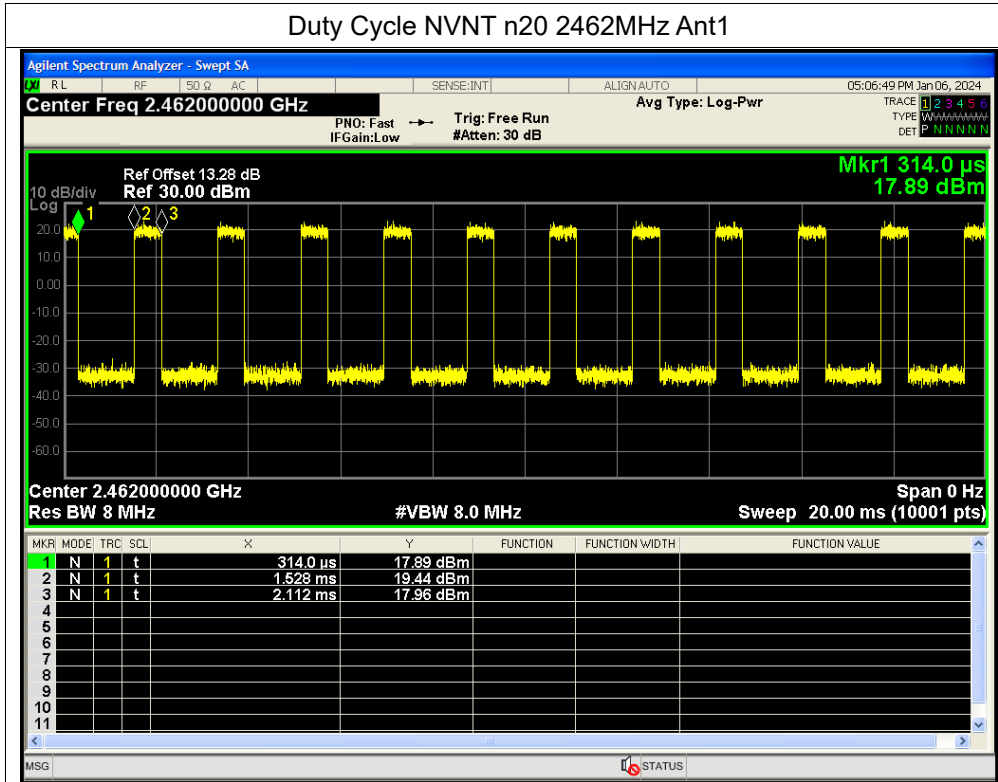 Duty Cycle NVNT n20 2462MHz Ant1
Agilent Spectrum Analyzer - Swept SA
LXI RL RF 50 Ω AC SENSE:INT ALIGNAUTO 05:06:49 PM Jan 06, 2024
Center Freq 2.462000000 GHz Avg Type: Log-Pwr TRACE 1 2 3 4 5 6
PNO: Fast Trig: Free Run TYPE WWWWWW
IFGain:Low #Atten: 30 dB DET P N N N N N
Mkr1 314.0 µs
Ref Offset 13.28 dB
10 dB/div Ref 30.00 dBm 17.89 dBm
Log
1 2 3
20.0
10.0
0.00
-10.0
-20.0
-30.0
-40.0
-50.0
-60.0
Center 2.462000000 GHz Span 0 Hz
Res BW 8 MHz #VBW 8.0 MHz Sweep 20.00 ms (10001 pts)
MKR MODE TRC SCL X Y FUNCTION FUNCTION WIDTH FUNCTION VALUE
1 N 1 t 314.0 µs 17.89 dBm
2 N 1 t 1.528 ms 19.44 dBm
3 N 1 t 2.112 ms 17.96 dBm
4
5
6
7
8
9
10
11
MSG STATUS